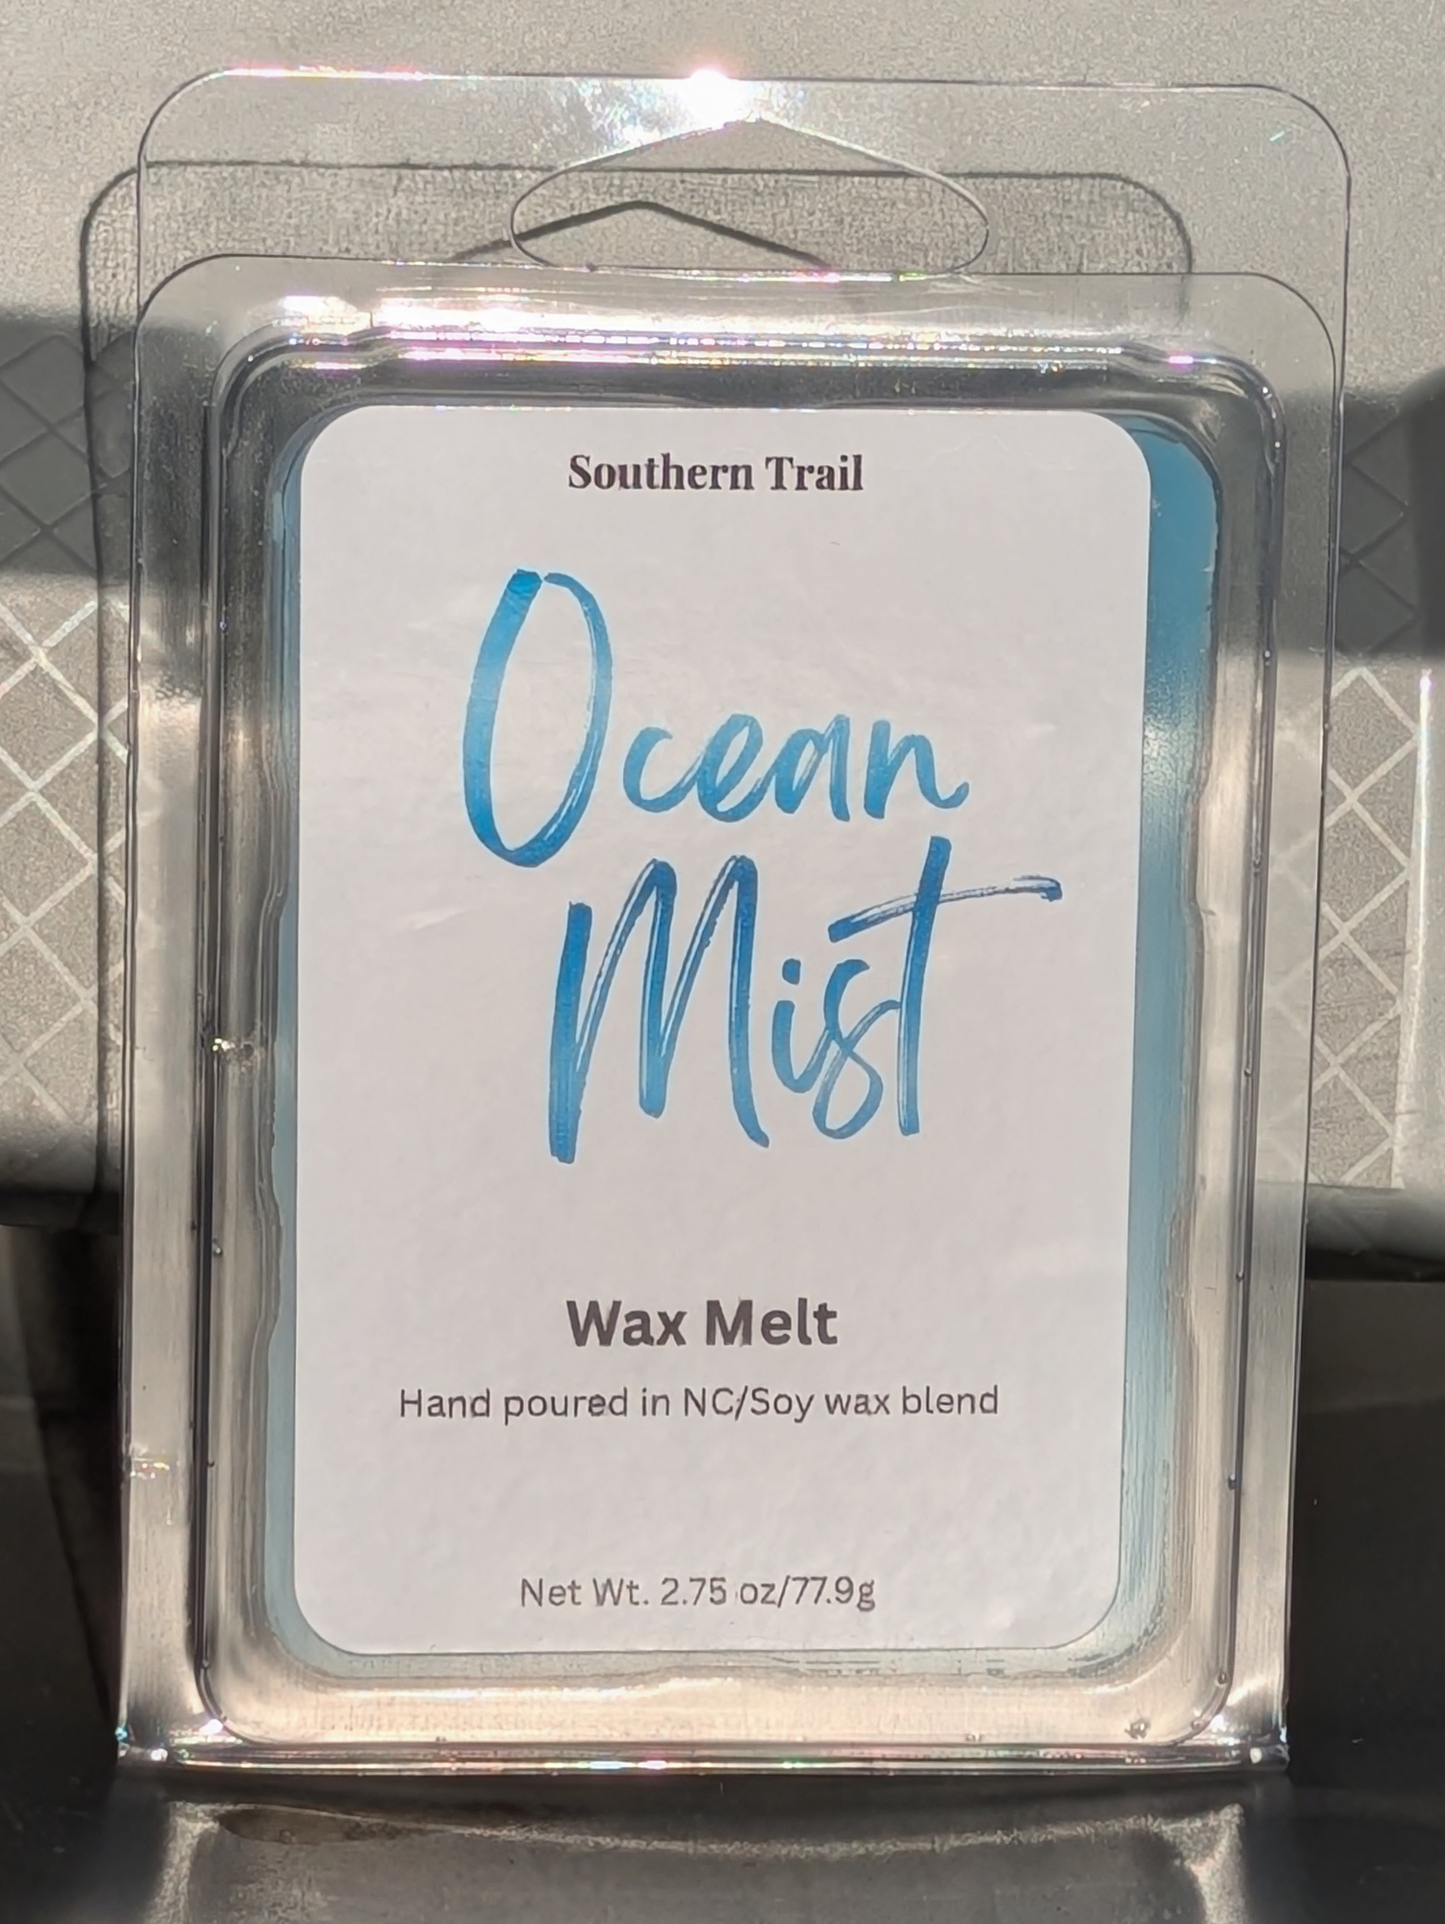 Southern Trail
Ocean
Mist
Wax Melt
Hand poured in NC/Soy wax blend
Net Wt. 2.75 oz/77.9g